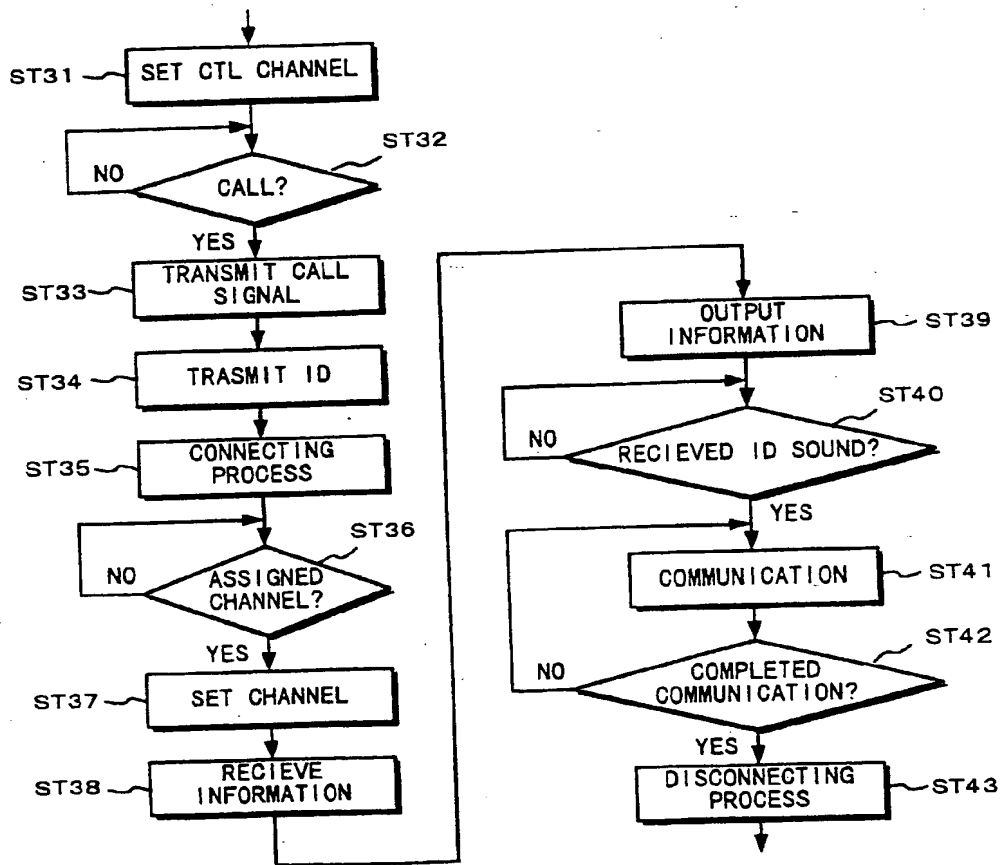 ST31
SET CTL CHANNEL
ST32
NO
CALL?
YES
ST33
TRANSMIT CALL
SIGNAL
ST34
TRASMIT ID
ST35
CONNECTING
PROCESS
ST36
NO
ASSIGNED
CHANNEL?
YES
ST37
SET CHANNEL
ST38
RECIEVE
INFORMATION
OUTPUT
INFORMATION
ST39
ST40
NO
RECIEVED ID SOUND?
YES
COMMUNICATION
ST41
ST42
NO
COMPLETED
COMMUNICATION?
YES
DISCONNECTING
PROCESS
ST43